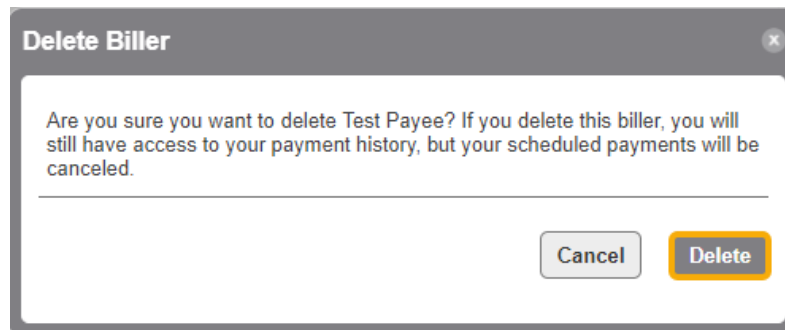 Delete Biller
x
Are you sure you want to delete Test Payee? If you delete this biller, you will
still have access to your payment history, but your scheduled payments will be
canceled.
Cancel Delete